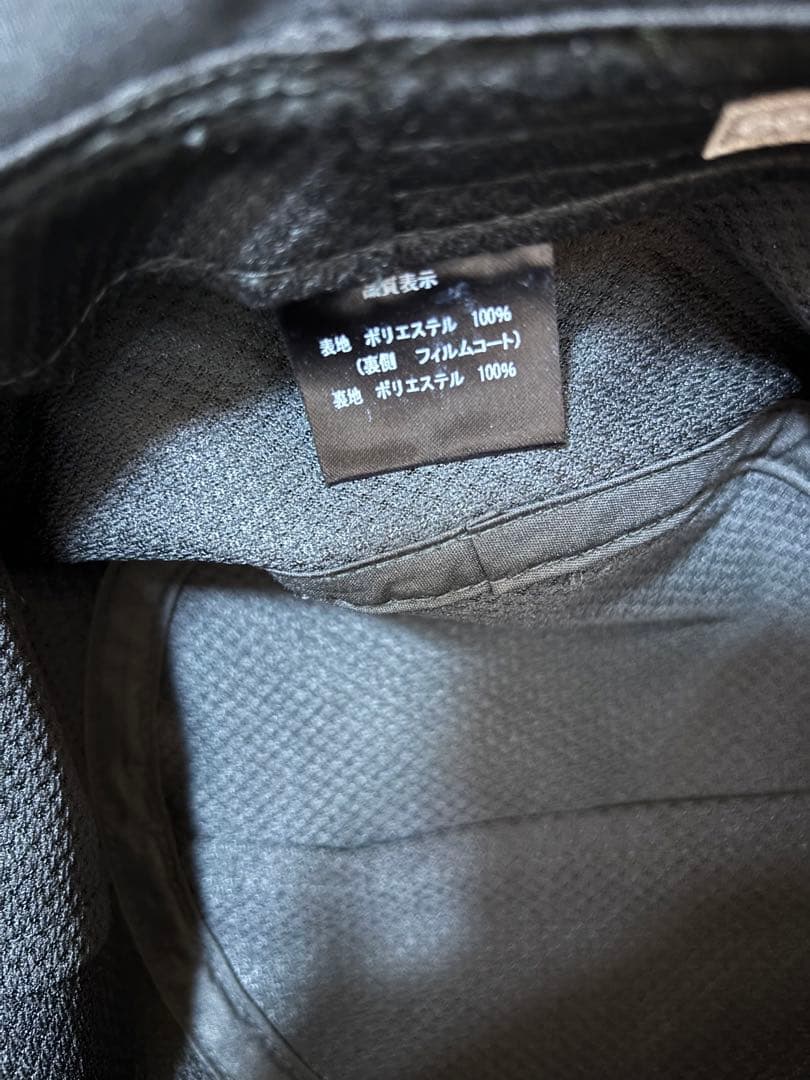 品質表示
表地 ポリエステル 100%
(裏側 フィルムコート)
裏地 ポリエステル 100%